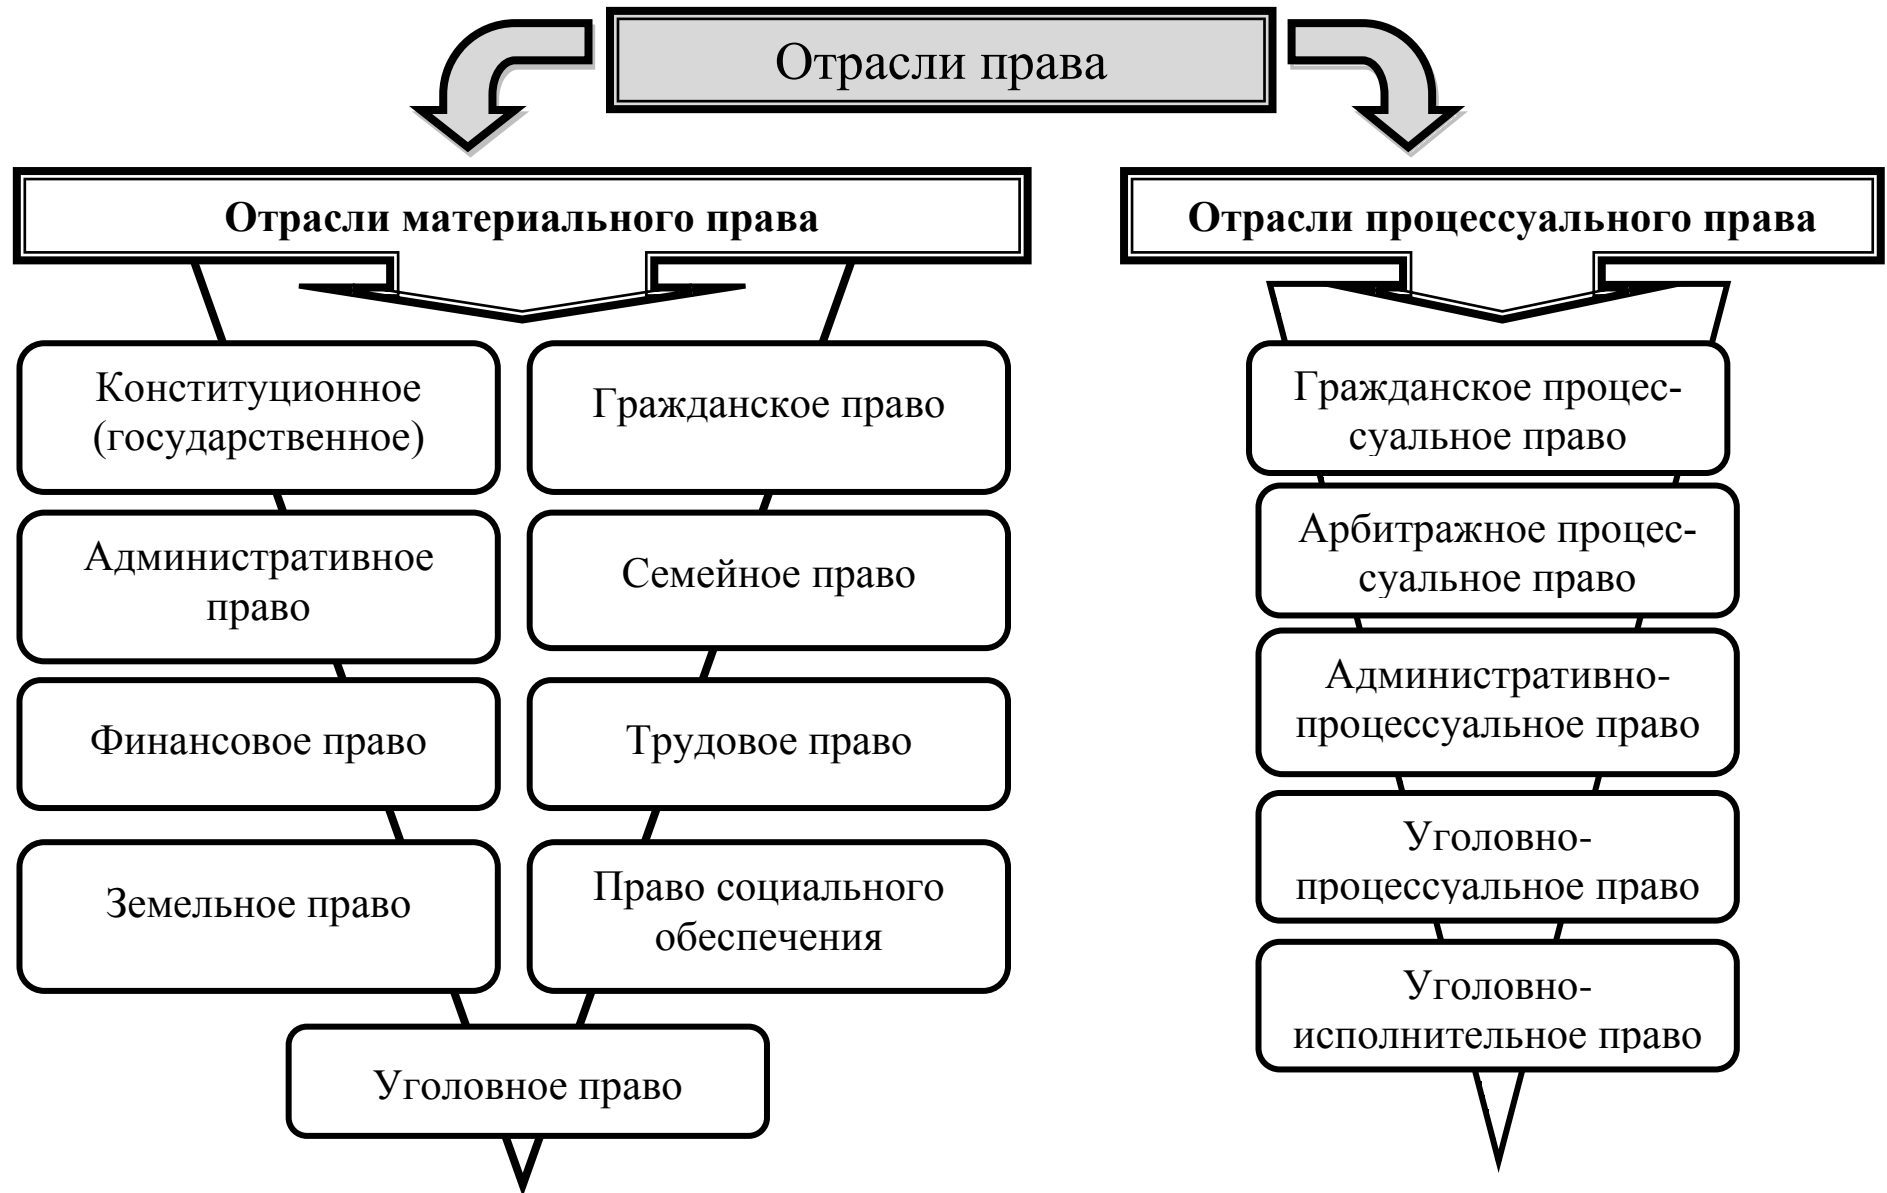 Отрасли права
Отрасли материального права
Конституционное
(государственное)
Гражданское право
Административное
право
Семейное право
Финансовое право
Трудовое право
Земельное право
Право социального
обеспечения
Уголовное право
Отрасли процессуального права
Гражданское процес-
суальное право
Арбитражное процес-
суальное право
Административно-
процессуальное право
Уголовно-
процессуальное право
Уголовно-
исполнительное право